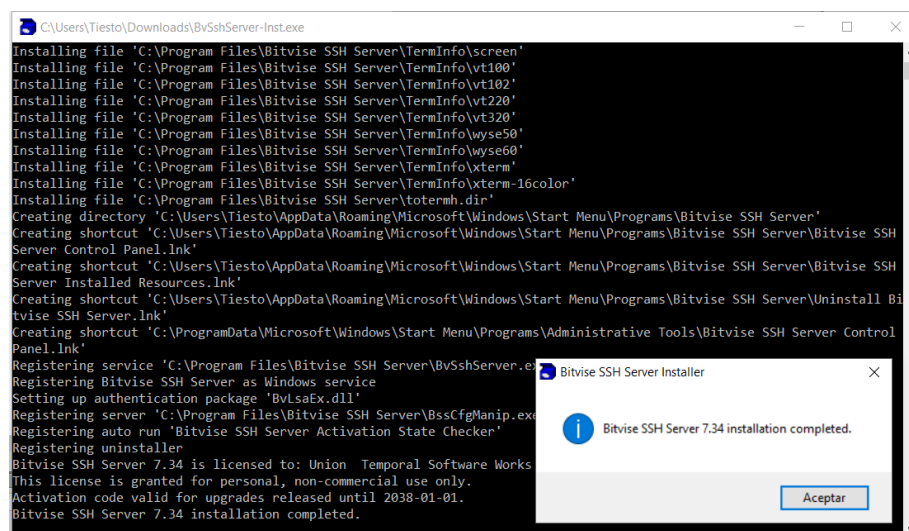 C:\Users\Tiesto\Downloads\BvSshServer-Inst.exe
Installing file 'C:\Program Files\Bitvise SSH Server\TermInfo\screen'
Installing file 'C:\Program Files\Bitvise SSH Server\TermInfo\vt100'
Installing file 'C:\Program Files\Bitvise SSH Server\TermInfo\vt102'
Installing file 'C:\Program Files\Bitvise SSH Server\TermInfo\vt220'
Installing file 'C:\Program Files\Bitvise SSH Server\TermInfo\vt320'
Installing file 'C:\Program Files\Bitvise SSH Server\TermInfo\wyse50'
Installing file 'C:\Program Files\Bitvise SSH Server\TermInfo\wyse60'
Installing file 'C:\Program Files\Bitvise SSH Server\TermInfo\xterm'
Installing file 'C:\Program Files\Bitvise SSH Server\TermInfo\xterm-16color'
Installing file 'C:\Program Files\Bitvise SSH Server\totermh.dir'
Creating directory 'C:\Users\Tiesto\AppData\Roaming\Microsoft\Windows\Start Menu\Programs\Bitvise SSH Server'
Creating shortcut 'C:\Users\Tiesto\AppData\Roaming\Microsoft\Windows\Start Menu\Programs\Bitvise SSH Server\Bitvise SSH
Server Control Panel.lnk'
Creating shortcut 'C:\Users\Tiesto\AppData\Roaming\Microsoft\Windows\Start Menu\Programs\Bitvise SSH Server\Bitvise SSH
Server Installed Resources.lnk'
Creating shortcut 'C:\Users\Tiesto\AppData\Roaming\Microsoft\Windows\Start Menu\Programs\Bitvise SSH Server\Uninstall Bi
tvise SSH Server.lnk'
Creating shortcut 'C:\ProgramData\Microsoft\Windows\Start Menu\Programs\Administrative Tools\Bitvise SSH Server Control
Panel.lnk'
Registering service 'C:\Program Files\Bitvise SSH Server\BvSshServer.ex
Registering Bitvise SSH Server as Windows service
Setting up authentication package 'BvLsaEx.dll'
Registering server 'C:\Program Files\Bitvise SSH Server\BssCfgManip.exe
Registering auto run 'Bitvise SSH Server Activation State Checker'
Registering uninstaller
Bitvise SSH Server 7.34 is licensed to: Union  Temporal Software Works
This license is granted for personal, non-commercial use only.
Activation code valid for upgrades released until 2038-01-01.
Bitvise SSH Server 7.34 installation completed.
Bitvise SSH Server Installer
Bitvise SSH Server 7.34 installation completed.
Aceptar